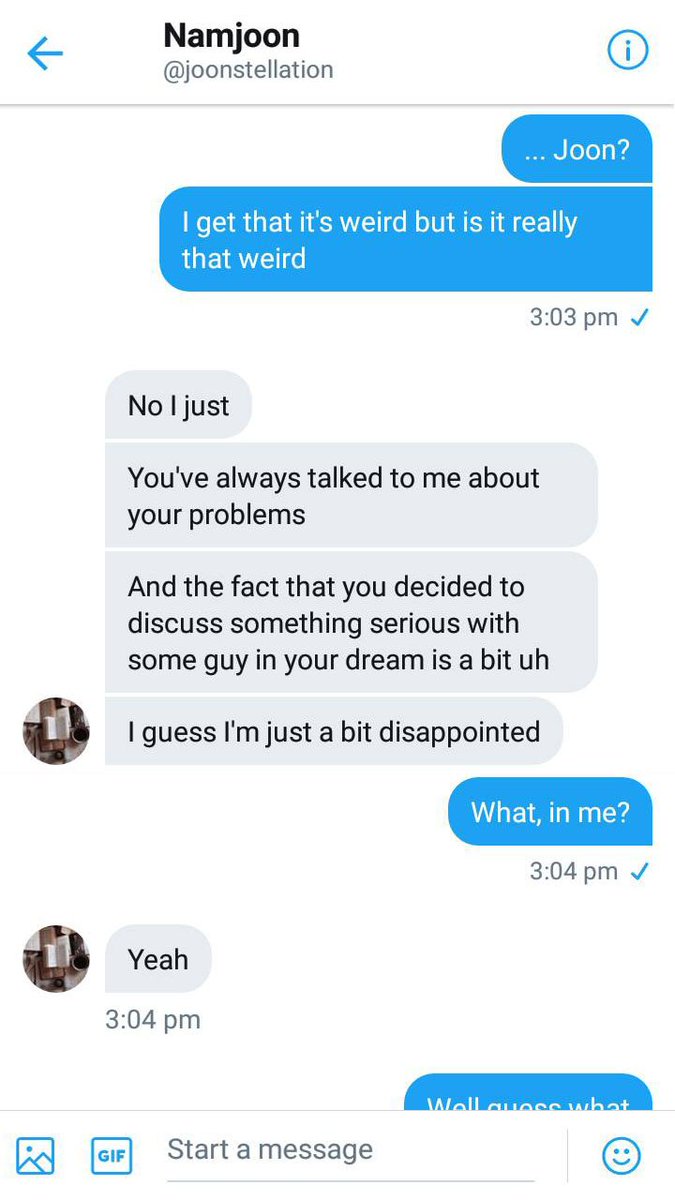 Namjoon
@joonstellation
... Joon?
I get that it's weird but is it really
that weird
3:03 pm
No I just
You've always talked to me about
your problems
And the fact that you decided to
discuss something serious with
some guy in your dream is a bit uh
I guess I'm just a bit disappointed
What, in me?
3:04 pm
Yeah
3:04 pm
Well guess what
GIF
Start a message